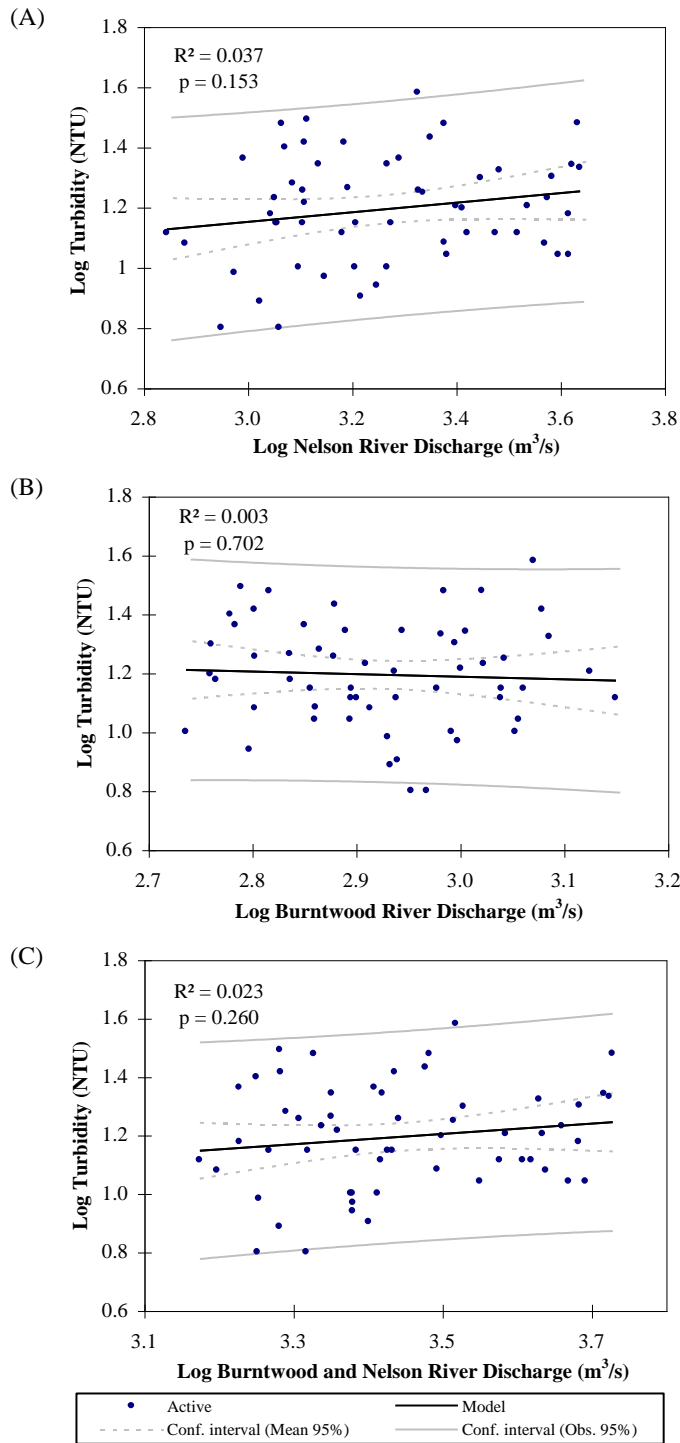 (A)
R² = 0.037
p = 0.153
1.8
1.6
1.4
1.2
1
0.8
0.6
Log Turbidity (NTU)
2.8 3.0 3.2 3.4 3.6 3.8
Log Nelson River Discharge (m³/s)
(B)
R² = 0.003
p = 0.702
1.8
1.6
1.4
1.2
1.0
0.8
0.6
Log Turbidity (NTU)
2.7 2.8 2.9 3.0 3.1 3.2
Log Burntwood River Discharge (m³/s)
(C)
R² = 0.023
p = 0.260
1.8
1.6
1.4
1.2
1.0
0.8
0.6
Log Turbidity (NTU)
3.1 3.3 3.5 3.7
Log Burntwood and Nelson River Discharge (m³/s)
Active Model
Conf. interval (Mean 95%) Conf. interval (Obs. 95%)